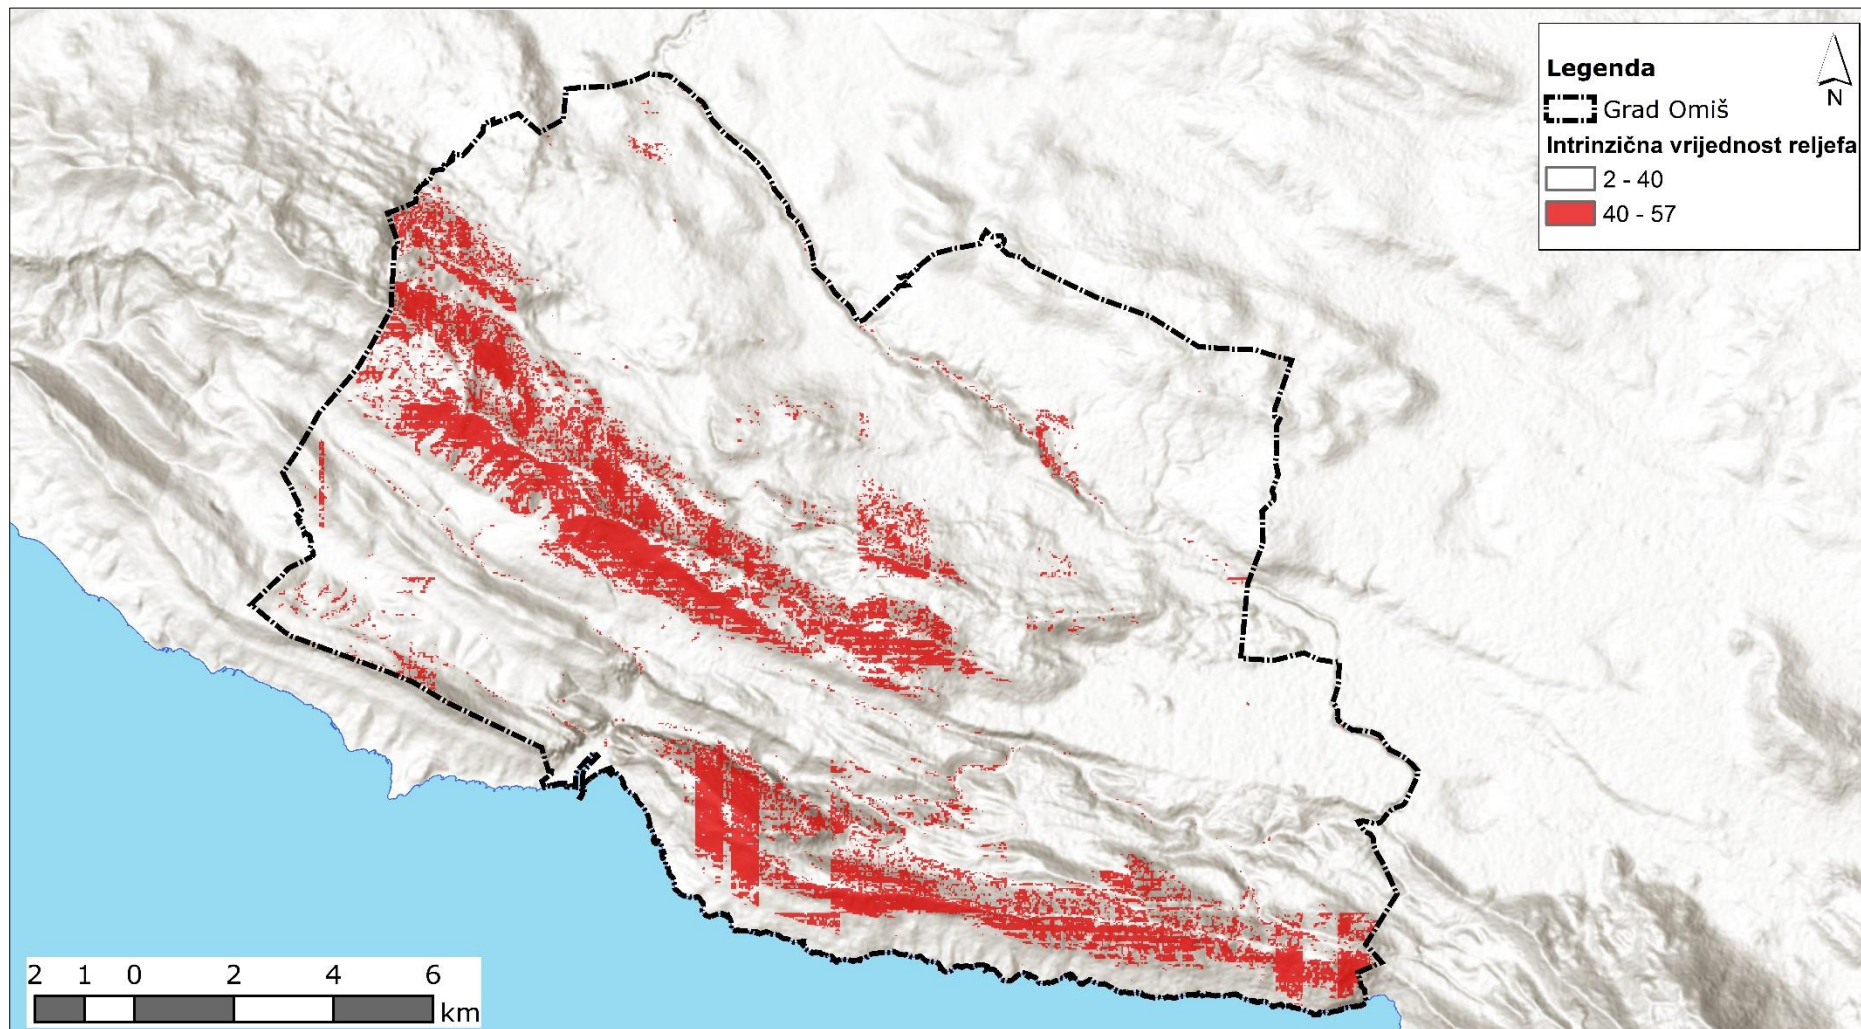 Legenda
N
Grad Omiš
Intrinzična vrijednost reljefa
2 - 40
40 - 57
2 1 0 2 4 6
km